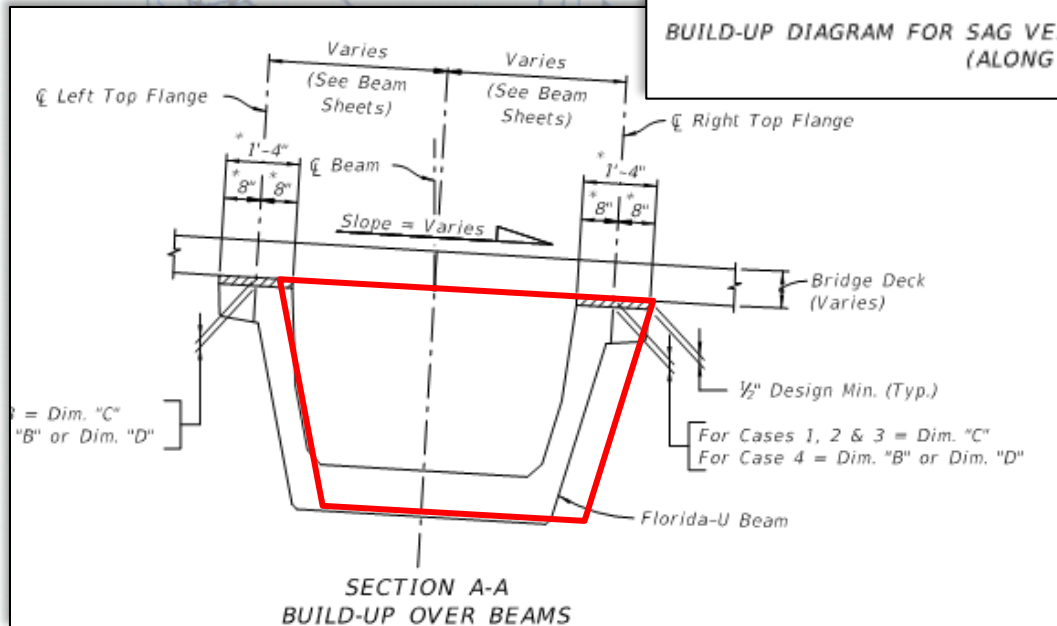 BUILD-UP DIAGRAM FOR SAG VE
(ALONG
Varies
(See Beam
Sheets)
Varies
(See Beam
Sheets)
℄ Left Top Flange
℄ Right Top Flange
* 1'-4"
* 8" * 8"
℄ Beam
* 1'-4"
* 8" * 8"
Slope = Varies
Bridge Deck
(Varies)
½" Design Min. (Typ.)
= Dim. "C"
"B" or Dim. "D"
For Cases 1, 2 & 3 = Dim. "C"
For Case 4 = Dim. "B" or Dim. "D"
Florida-U Beam
SECTION A-A
BUILD-UP OVER BEAMS